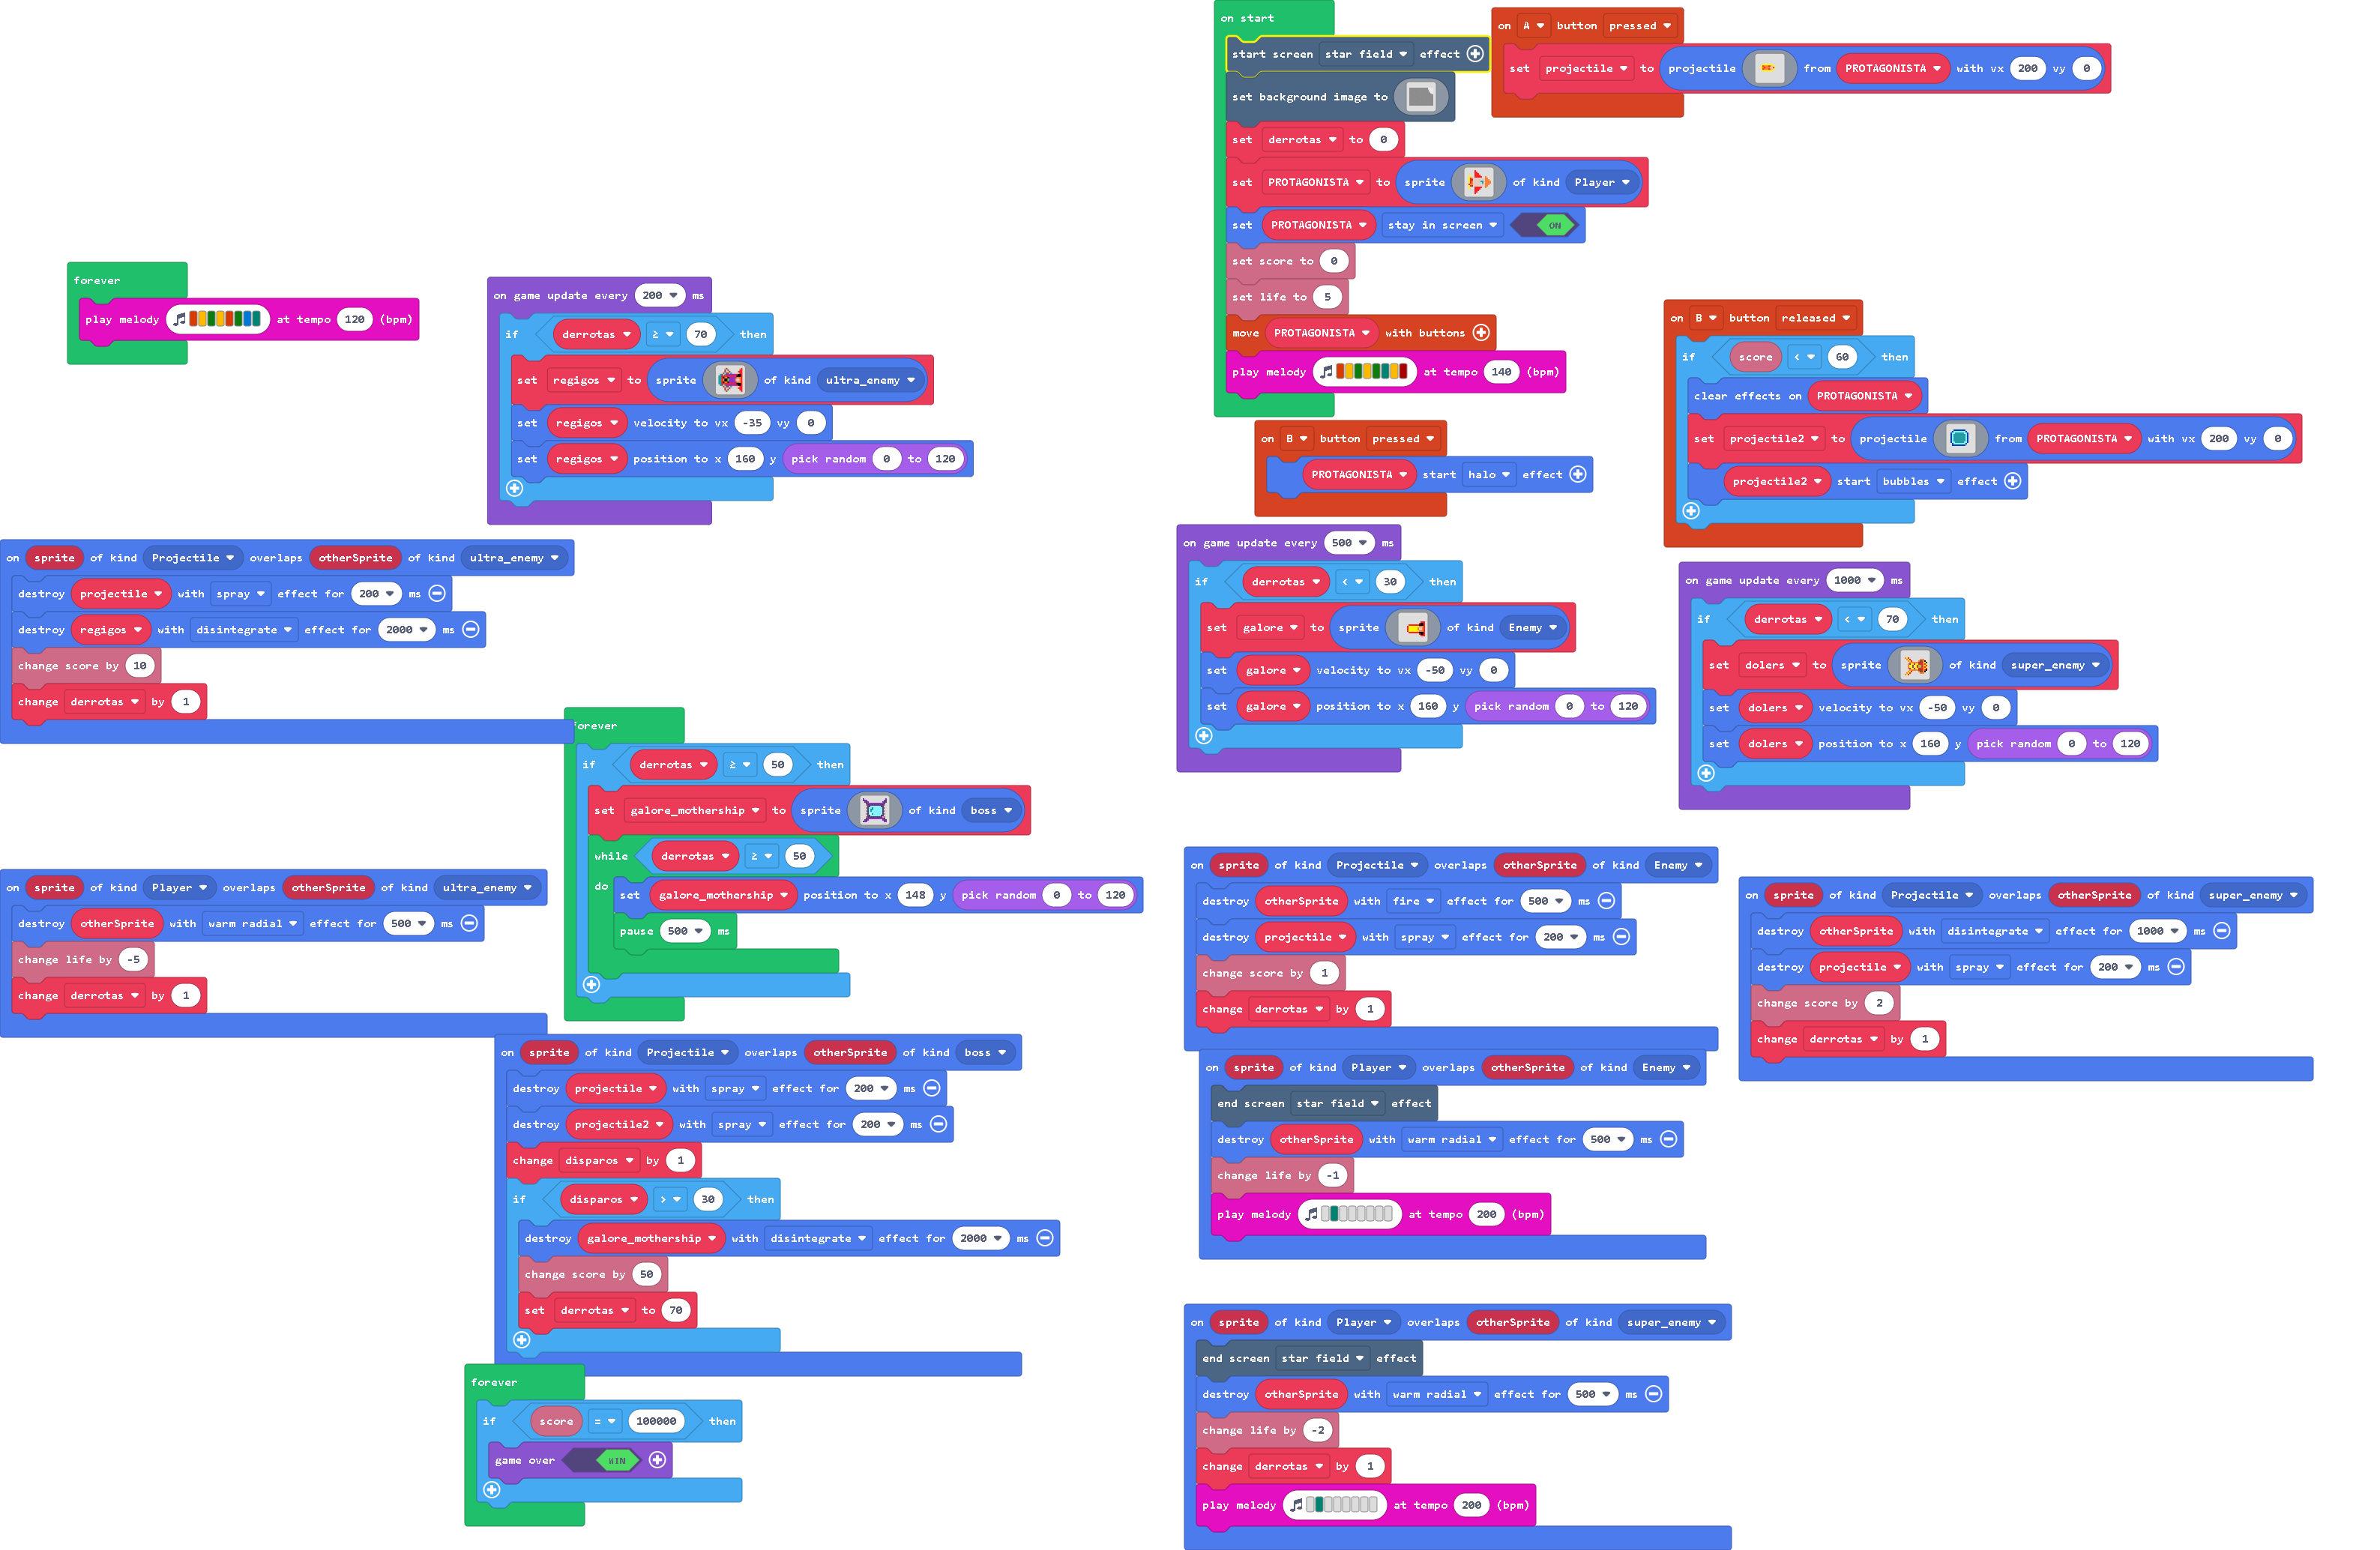 on start
start screen star field effect
set background image to
set derrotas to 0
set PROTAGONISTA to sprite of kind Player
set PROTAGONISTA stay in screen ON
set score to 0
set life to 5
move PROTAGONISTA with buttons
play melody at tempo 140 (bpm)
on A button pressed
set projectile to projectile from PROTAGONISTA with vx 200 vy 0
forever
play melody at tempo 120 (bpm)
on game update every 200 ms
if derrotas ≥ 70 then
set regigos to sprite of kind ultra_enemy
set regigos velocity to vx -35 vy 0
set regigos position to x 160 y pick random 0 to 120
on B button released
if score < 60 then
clear effects on PROTAGONISTA
set projectile2 to projectile from PROTAGONISTA with vx 200 vy 0
projectile2 start bubbles effect
on B button pressed
PROTAGONISTA start halo effect
on game update every 500 ms
if derrotas < 30 then
set galore to sprite of kind Enemy
set galore velocity to vx -50 vy 0
set galore position to x 160 y pick random 0 to 120
on game update every 1000 ms
if derrotas < 70 then
set dolers to sprite of kind super_enemy
set dolers velocity to vx -50 vy 0
set dolers position to x 160 y pick random 0 to 120
on sprite of kind Projectile overlaps otherSprite of kind ultra_enemy
destroy projectile with spray effect for 200 ms
destroy regigos with disintegrate effect for 2000 ms
change score by 10
change derrotas by 1
forever
if derrotas ≥ 50 then
set galore_mothership to sprite of kind boss
while derrotas ≥ 50
do set galore_mothership position to x 148 y pick random 0 to 120
pause 500 ms
on sprite of kind Player overlaps otherSprite of kind ultra_enemy
destroy otherSprite with warm radial effect for 500 ms
change life by -5
change derrotas by 1
on sprite of kind Projectile overlaps otherSprite of kind Enemy
destroy otherSprite with fire effect for 500 ms
destroy projectile with spray effect for 200 ms
change score by 1
change derrotas by 1
on sprite of kind Projectile overlaps otherSprite of kind super_enemy
destroy otherSprite with disintegrate effect for 1000 ms
destroy projectile with spray effect for 200 ms
change score by 2
change derrotas by 1
on sprite of kind Projectile overlaps otherSprite of kind boss
destroy projectile with spray effect for 200 ms
destroy projectile2 with spray effect for 200 ms
change disparos by 1
if disparos > 30 then
destroy galore_mothership with disintegrate effect for 2000 ms
change score by 50
set derrotas to 70
on sprite of kind Player overlaps otherSprite of kind Enemy
end screen star field effect
destroy otherSprite with warm radial effect for 500 ms
change life by -1
play melody at tempo 200 (bpm)
forever
if score = 100000 then
game over WIN
on sprite of kind Player overlaps otherSprite of kind super_enemy
end screen star field effect
destroy otherSprite with warm radial effect for 500 ms
change life by -2
change derrotas by 1
play melody at tempo 200 (bpm)